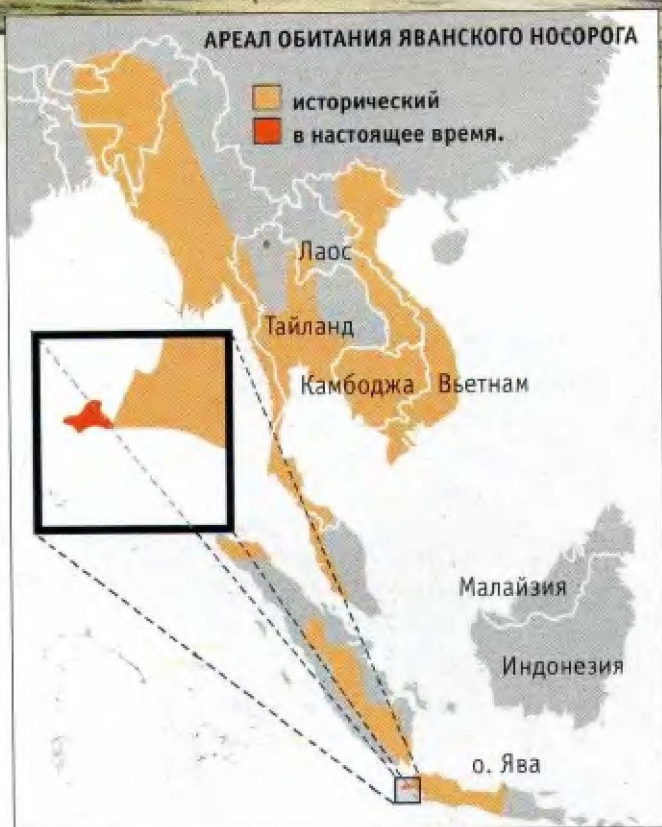 АРЕАЛ ОБИТАНИЯ ЯВАНСКОГО НОСОРОГА
исторический
в настоящее время.
Лаос
Тайланд
Камбоджа
Вьетнам
Малайзия
Индонезия
о. Ява